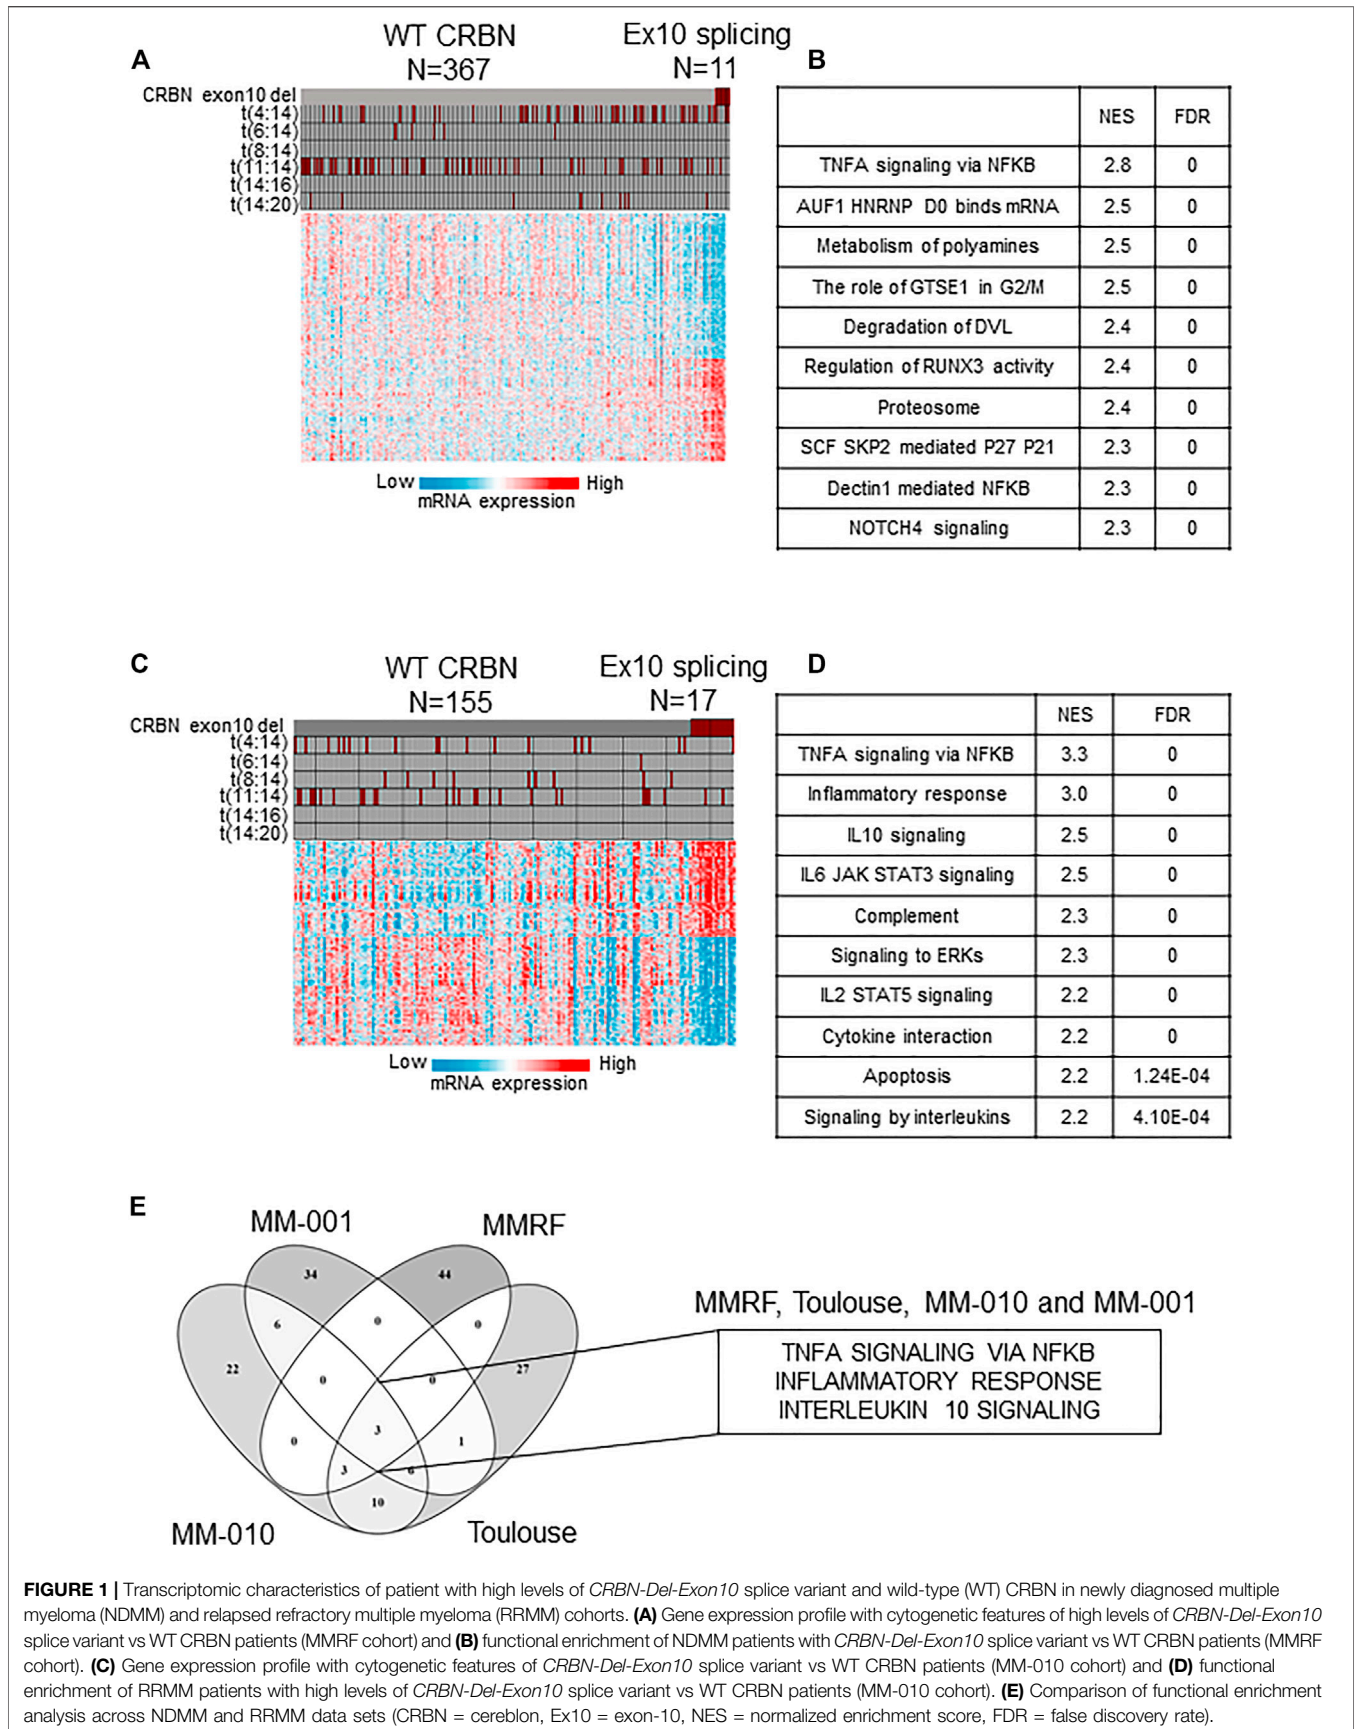 A
WT CRBN
N=367
Ex10 splicing
N=11
CRBN exon10 del
t(4:14)
t(6:14)
t(8:14)
t(11:14)
t(14:16)
t(14:20)
Low
High
mRNA expression
B
NES FDR
TNFA signaling via NFKB 2.8 0
AUF1 HNRNP D0 binds mRNA 2.5 0
Metabolism of polyamines 2.5 0
The role of GTSE1 in G2/M 2.5 0
Degradation of DVL 2.4 0
Regulation of RUNX3 activity 2.4 0
Proteosome 2.4 0
SCF SKP2 mediated P27 P21 2.3 0
Dectin1 mediated NFKB 2.3 0
NOTCH4 signaling 2.3 0
C
WT CRBN
N=155
Ex10 splicing
N=17
CRBN exon10 del
t(4:14)
t(6:14)
t(8:14)
t(11:14)
t(14:16)
t(14:20)
Low
High
mRNA expression
D
NES FDR
TNFA signaling via NFKB 3.3 0
Inflammatory response 3.0 0
IL10 signaling 2.5 0
IL6 JAK STAT3 signaling 2.5 0
Complement 2.3 0
Signaling to ERKs 2.3 0
IL2 STAT5 signaling 2.2 0
Cytokine interaction 2.2 0
Apoptosis 2.2 1.24E-04
Signaling by interleukins 2.2 4.10E-04
E
MM-001
MMRF
34
44
6
0
0
22
0
0
27
3
0
1
3
6
10
MM-010
Toulouse
MMRF, Toulouse, MM-010 and MM-001
TNFA SIGNALING VIA NFKB
INFLAMMATORY RESPONSE
INTERLEUKIN 10 SIGNALING
FIGURE 1 | Transcriptomic characteristics of patient with high levels of CRBN-Del-Exon10 splice variant and wild-type (WT) CRBN in newly diagnosed multiple
myeloma (NDMM) and relapsed refractory multiple myeloma (RRMM) cohorts. (A) Gene expression profile with cytogenetic features of high levels of CRBN-Del-Exon10
splice variant vs WT CRBN patients (MMRF cohort) and (B) functional enrichment of NDMM patients with CRBN-Del-Exon10 splice variant vs WT CRBN patients (MMRF
cohort). (C) Gene expression profile with cytogenetic features of CRBN-Del-Exon10 splice variant vs WT CRBN patients (MM-010 cohort) and (D) functional
enrichment of RRMM patients with high levels of CRBN-Del-Exon10 splice variant vs WT CRBN patients (MM-010 cohort). (E) Comparison of functional enrichment
analysis across NDMM and RRMM data sets (CRBN = cereblon, Ex10 = exon-10, NES = normalized enrichment score, FDR = false discovery rate).